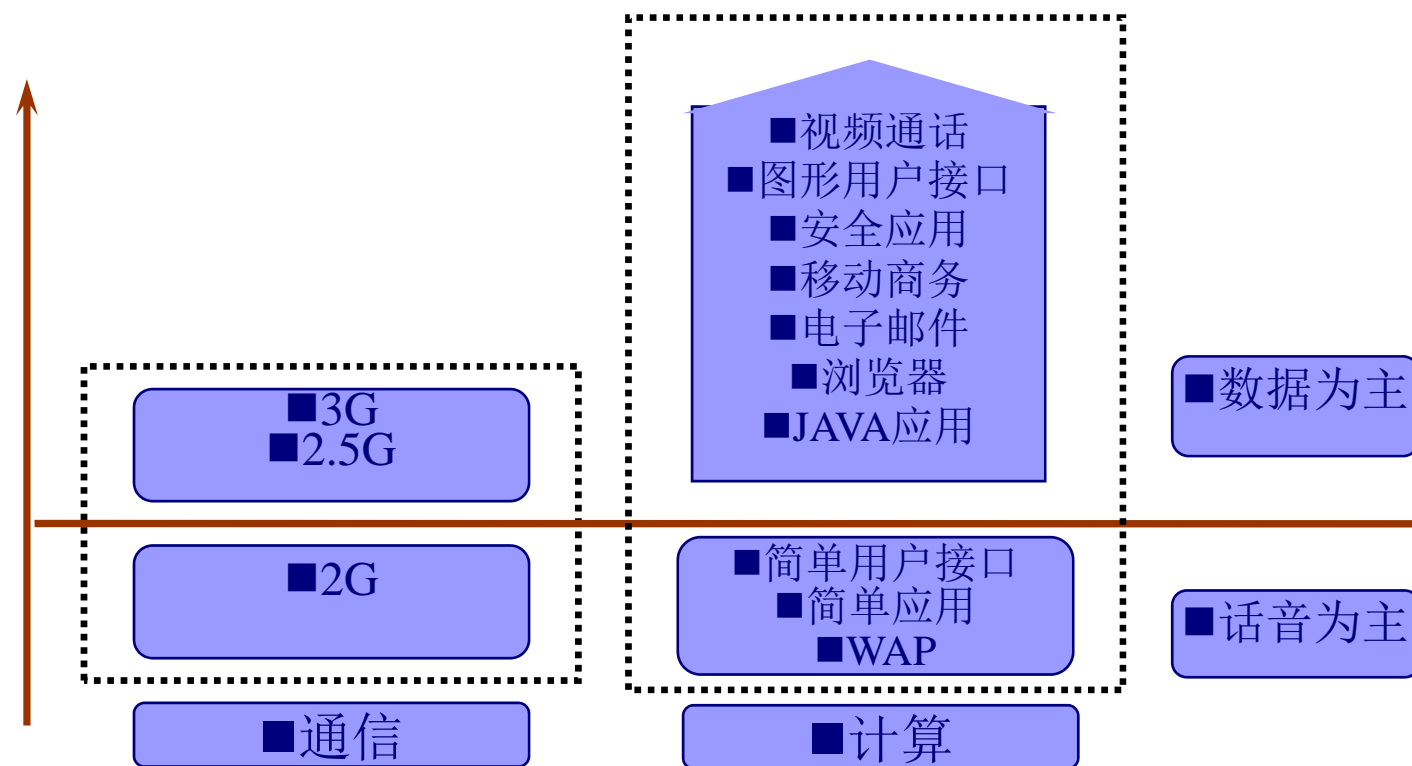 ■视频通话
■图形用户接口
■安全应用
■移动商务
■电子邮件
■浏览器
■JAVA应用
■3G
■2.5G
■数据为主
■2G
■简单用户接口
■简单应用
■WAP
■话音为主
■通信
■计算